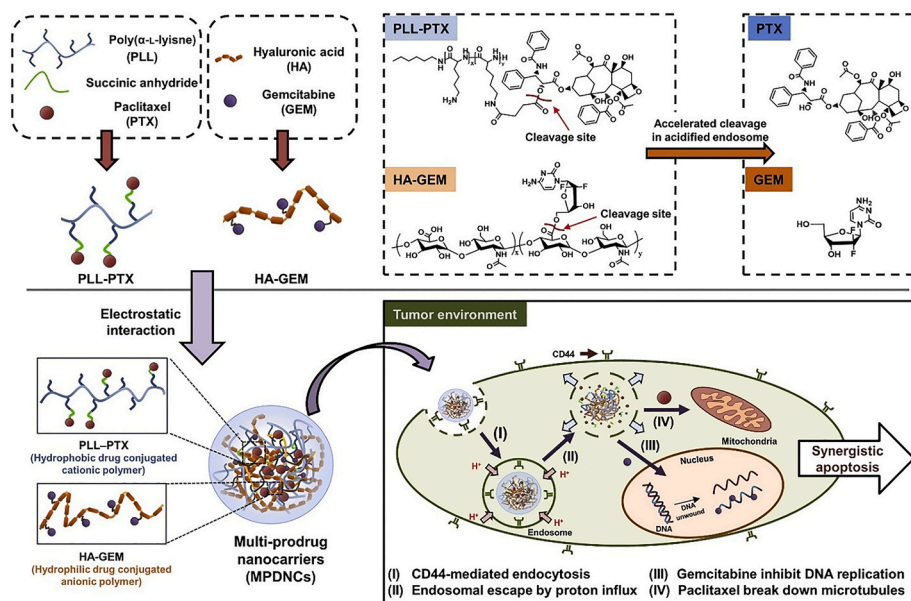 Poly(α-L-lyisne)
(PLL)
Succinic anhydride
Paclitaxel
(PTX)
Hyaluronic acid
(HA)
Gemcitabine
(GEM)
PLL-PTX
HA-GEM
PLL-PTX
Cleavage site
HA-GEM
Cleavage site
Accelerated cleavage
in acidified endosome
PTX
GEM
Electrostatic
interaction
PLL–PTX
(Hydrophobic drug conjugated
cationic polymer)
HA-GEM
(Hydrophilic drug conjugated
anionic polymer)
Multi-prodrug
nanocarriers
(MPDNCs)
Tumor environment
CD44
(I)
(II)
(III)
(IV)
H⁺
H⁺
H⁺
H⁺
Endosome
Mitochondria
Nucleus
DNA
DNA
unwound
Synergistic
apoptosis
(I) CD44-mediated endocytosis
(II) Endosomal escape by proton influx
(III) Gemcitabine inhibit DNA replication
(IV) Paclitaxel break down microtubules